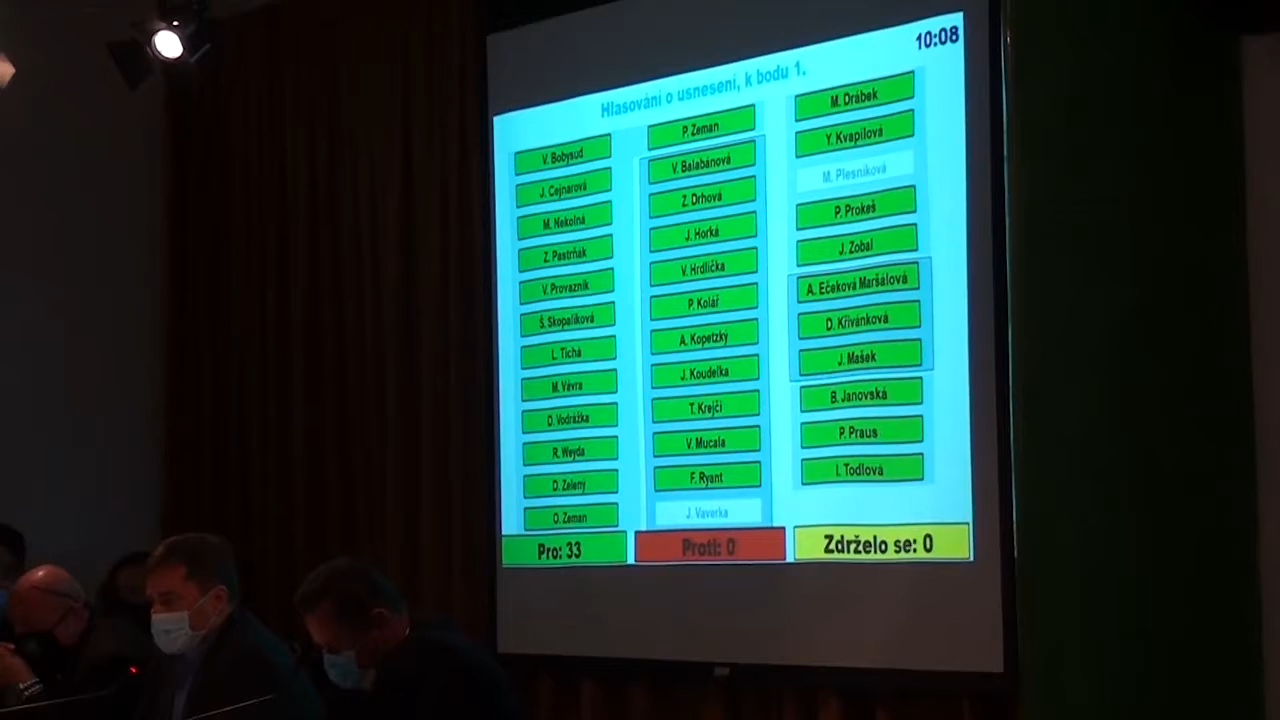 10:08
Hlasování o usnesení, k bodu 1.
V. Bobysud
J. Cejnarová
M. Nekolná
Z. Pastrňák
V. Provazník
Š. Skopalíková
L. Tichá
M. Vávra
D. Vodrážka
R. Weyda
D. Zelený
O. Zeman
P. Zeman
V. Balabánová
Z. Drhová
J. Horká
V. Hrdlička
P. Kolář
A. Kopetzký
J. Koudelka
T. Krejčí
V. Mucala
F. Ryant
J. Vaverka
M. Drábek
Y. Kvapilová
M. Plesníková
P. Prokeš
J. Zobal
A. Ečeková Maršálová
D. Křivánková
J. Mašek
B. Janovská
P. Praus
I. Todlová
Pro: 33
Proti: 0
Zdrželo se: 0